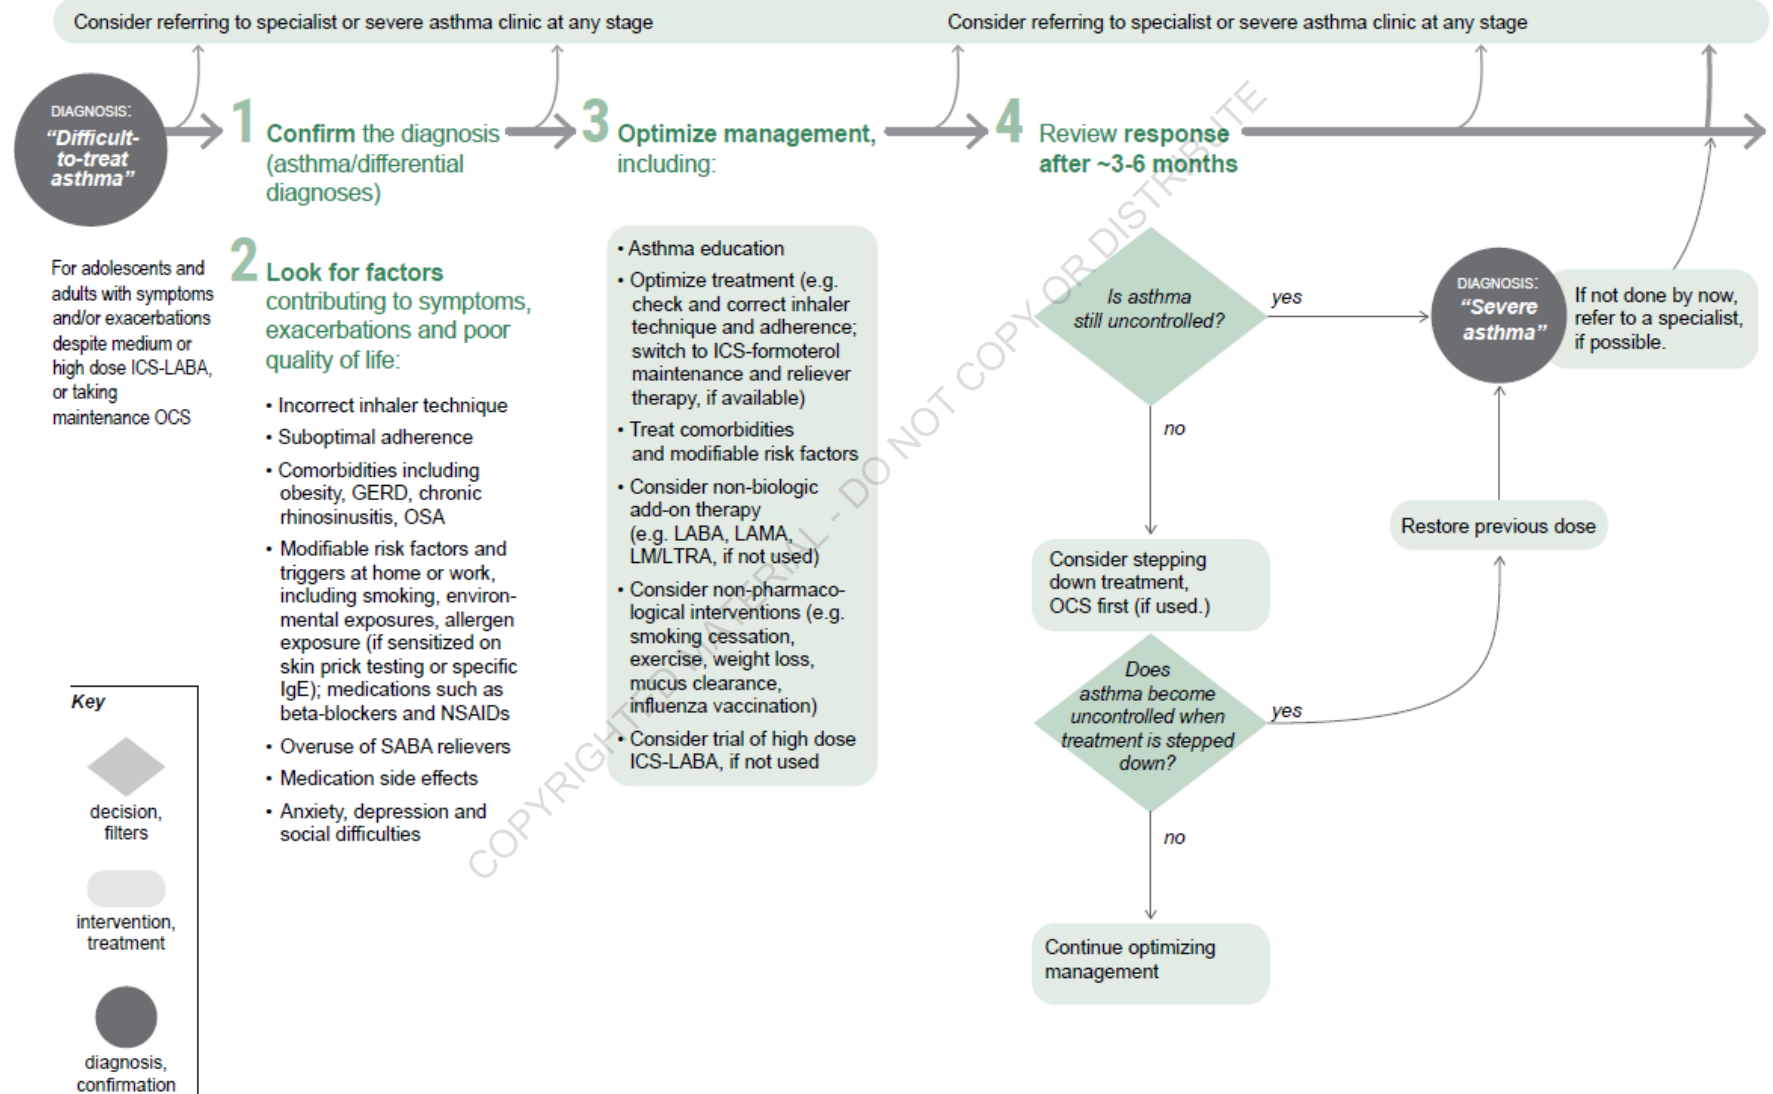 Consider referring to specialist or severe asthma clinic at any stage
Consider referring to specialist or severe asthma clinic at any stage
DIAGNOSIS:
“Difficult-
to-treat
asthma”
For adolescents and
adults with symptoms
and/or exacerbations
despite medium or
high dose ICS-LABA,
or taking
maintenance OCS
1
Confirm the diagnosis
(asthma/differential
diagnoses)
2
Look for factors
contributing to symptoms,
exacerbations and poor
quality of life:
• Incorrect inhaler technique
• Suboptimal adherence
• Comorbidities including
obesity, GERD, chronic
rhinosinusitis, OSA
• Modifiable risk factors and
triggers at home or work,
including smoking, environ-
mental exposures, allergen
exposure (if sensitized on
skin prick testing or specific
IgE); medications such as
beta-blockers and NSAIDs
• Overuse of SABA relievers
• Medication side effects
• Anxiety, depression and
social difficulties
3
Optimize management,
including:
• Asthma education
• Optimize treatment (e.g.
check and correct inhaler
technique and adherence;
switch to ICS-formoterol
maintenance and reliever
therapy, if available)
• Treat comorbidities
and modifiable risk factors
• Consider non-biologic
add-on therapy
(e.g. LABA, LAMA,
LM/LTRA, if not used)
• Consider non-pharmaco-
logical interventions (e.g.
smoking cessation,
exercise, weight loss,
mucus clearance,
influenza vaccination)
• Consider trial of high dose
ICS-LABA, if not used
4
Review response
after ~3-6 months
Is asthma
still uncontrolled?
yes
no
DIAGNOSIS:
“Severe
asthma”
If not done by now,
refer to a specialist,
if possible.
Restore previous dose
Consider stepping
down treatment,
OCS first (if used.)
Does
asthma become
uncontrolled when
treatment is stepped
down?
yes
no
Continue optimizing
management
Key
decision,
filters
intervention,
treatment
diagnosis,
confirmation
COPYRIGHTED MATERIAL - DO NOT COPY OR DISTRIBUTE